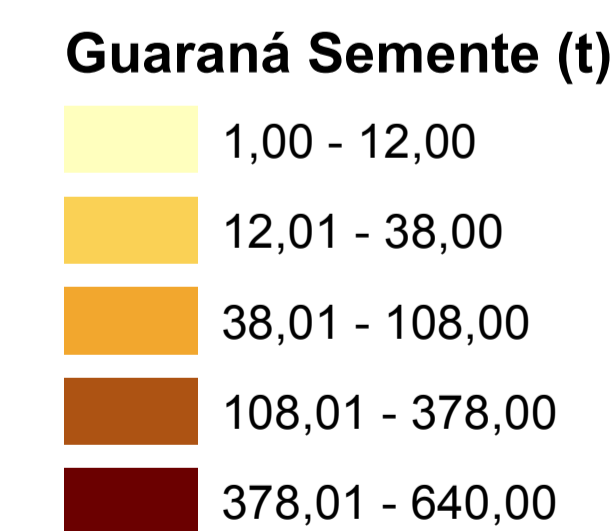 Guaraná Semente (t)
1,00 - 12,00
12,01 - 38,00
38,01 - 108,00
108,01 - 378,00
378,01 - 640,00